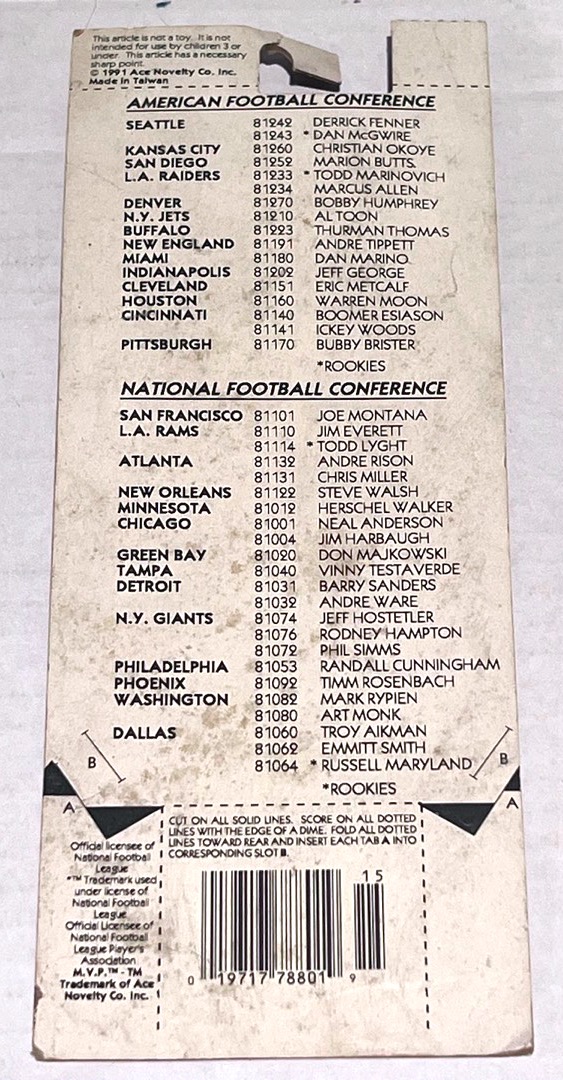 This article is not a toy. It is not
intended for use by children 3 or
under. This article has a necessary
sharp point.
© 1991 Ace Novelty Co. Inc.
Made in Taiwan
AMERICAN FOOTBALL CONFERENCE
SEATTLE 81242 DERRICK FENNER
81243 * DAN McGWIRE
KANSAS CITY 81260 CHRISTIAN OKOYE
SAN DIEGO 81252 MARION BUTTS
L.A. RAIDERS 81233 * TODD MARINOVICH
81234 MARCUS ALLEN
DENVER 81270 BOBBY HUMPHREY
N.Y. JETS 81210 AL TOON
BUFFALO 81223 THURMAN THOMAS
NEW ENGLAND 81191 ANDRE TIPPETT
MIAMI 81180 DAN MARINO
INDIANAPOLIS 81202 JEFF GEORGE
CLEVELAND 81151 ERIC METCALF
HOUSTON 81160 WARREN MOON
CINCINNATI 81140 BOOMER ESIASON
81141 ICKEY WOODS
PITTSBURGH 81170 BUBBY BRISTER
*ROOKIES
NATIONAL FOOTBALL CONFERENCE
SAN FRANCISCO 81101 JOE MONTANA
L.A. RAMS 81110 JIM EVERETT
81114 * TODD LYGHT
ATLANTA 81132 ANDRE RISON
81131 CHRIS MILLER
NEW ORLEANS 81122 STEVE WALSH
MINNESOTA 81012 HERSCHEL WALKER
CHICAGO 81001 NEAL ANDERSON
81004 JIM HARBAUGH
GREEN BAY 81020 DON MAJKOWSKI
TAMPA 81040 VINNY TESTAVERDE
DETROIT 81031 BARRY SANDERS
81032 ANDRE WARE
N.Y. GIANTS 81074 JEFF HOSTETLER
81076 RODNEY HAMPTON
81072 PHIL SIMMS
PHILADELPHIA 81053 RANDALL CUNNINGHAM
PHOENIX 81092 TIMM ROSENBACH
WASHINGTON 81082 MARK RYPIEN
81080 ART MONK
DALLAS 81060 TROY AIKMAN
81062 EMMITT SMITH
81064 * RUSSELL MARYLAND
*ROOKIES
B
B
A
A
CUT ON ALL SOLID LINES. SCORE ON ALL DOTTED
LINES WITH THE EDGE OF A DIME. FOLD ALL DOTTED
LINES TOWARD REAR AND INSERT EACH TAB A INTO
CORRESPONDING SLOT B.
Official licensee of
National Football
League
*™ Trademark used
under license of
National Football
League
Official Licensee of
National Football
League Player's
Association
M.V.P.™ - TM
Trademark of Ace
Novelty Co. Inc.
15
0 19717 78801 9